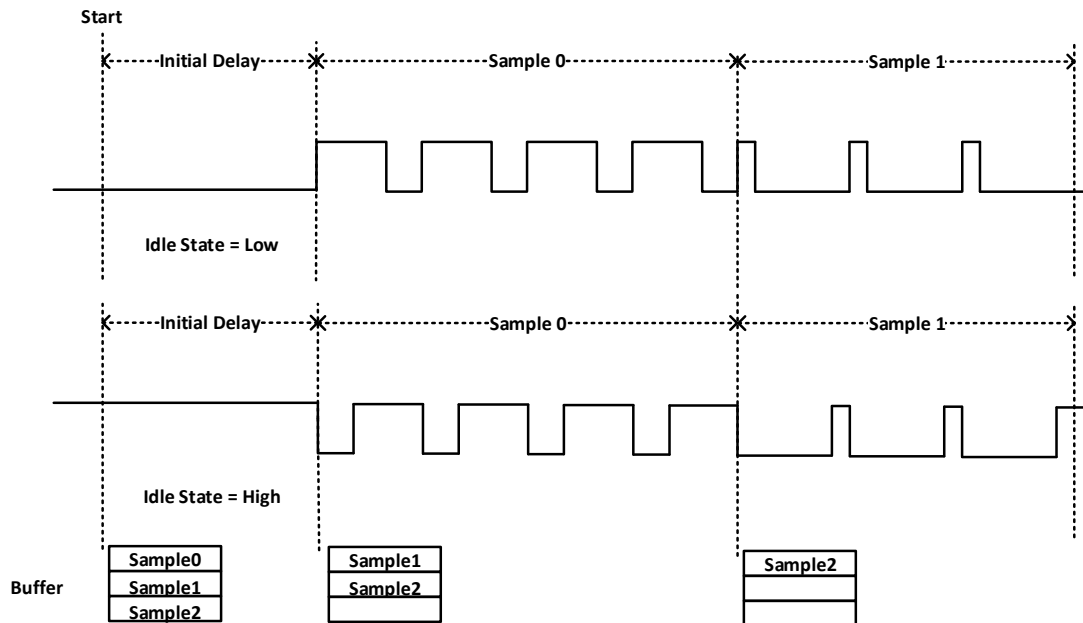 Start
Initial Delay
Sample 0
Sample 1
Idle State = Low
Initial Delay
Sample 0
Sample 1
Idle State = High
Buffer
Sample0
Sample1
Sample2
Sample1
Sample2
Sample2